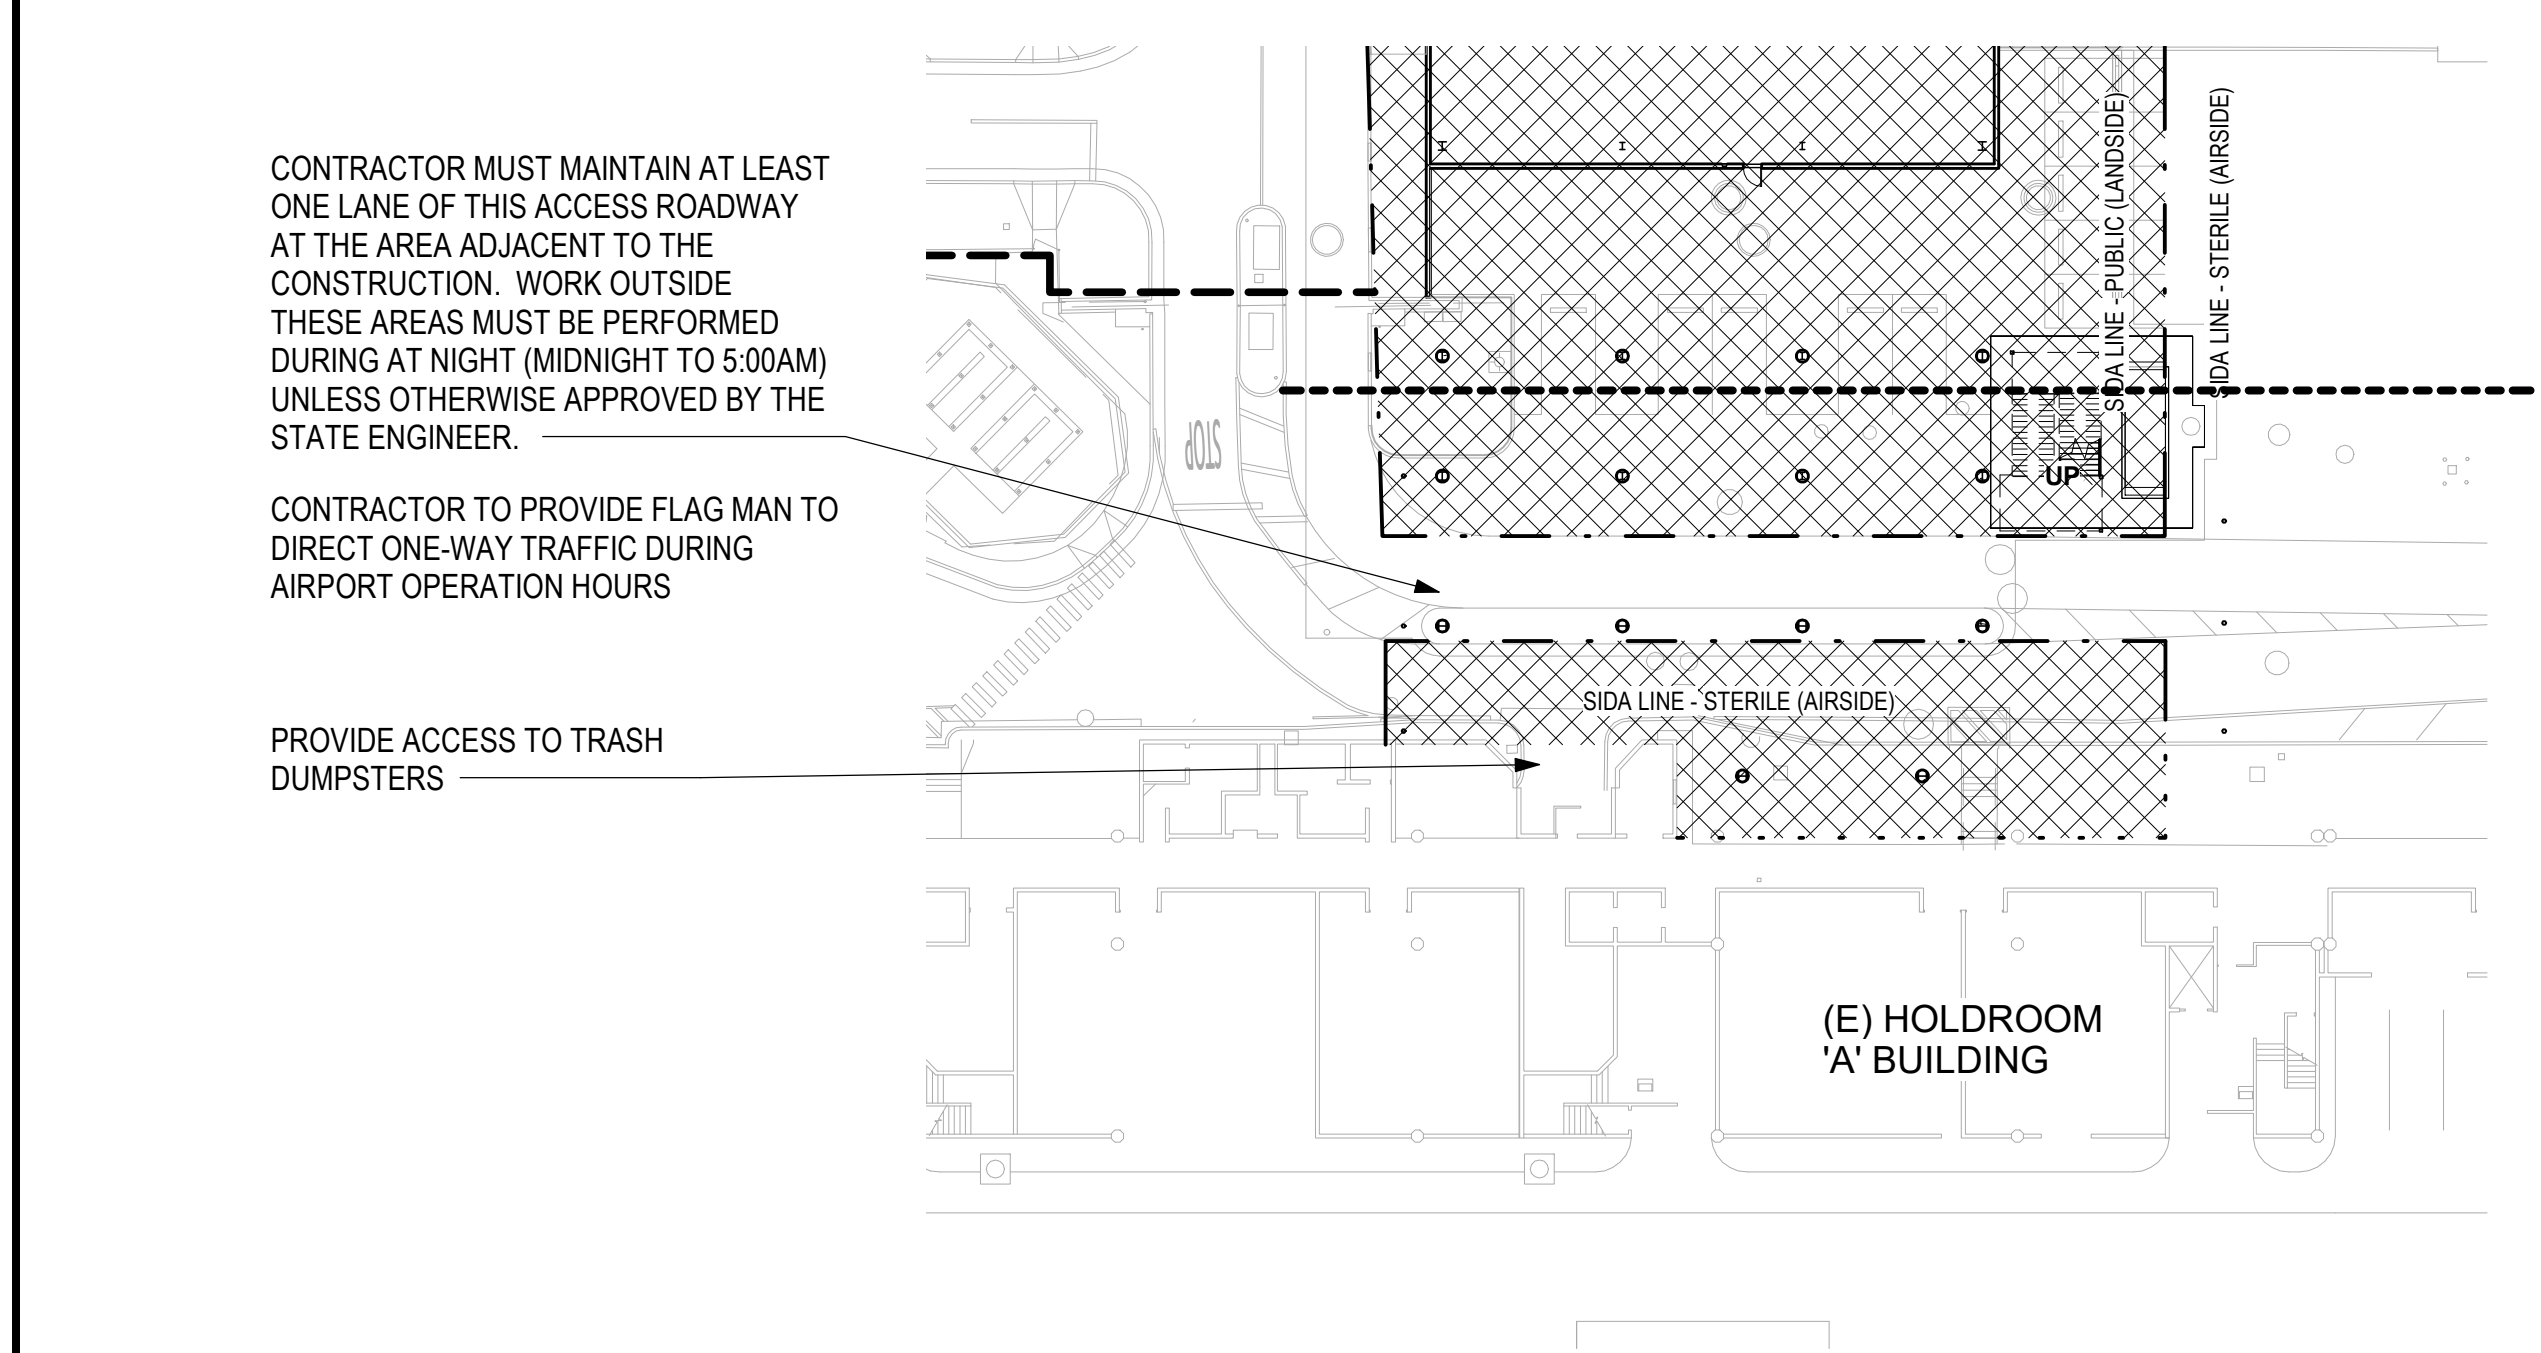 CONTRACTOR MUST MAINTAIN AT LEAST
ONE LANE OF THIS ACCESS ROADWAY
AT THE AREA ADJACENT TO THE
CONSTRUCTION.  WORK OUTSIDE
THESE AREAS MUST BE PERFORMED
DURING AT NIGHT (MIDNIGHT TO 5:00AM)
UNLESS OTHERWISE APPROVED BY THE
STATE ENGINEER.
CONTRACTOR TO PROVIDE FLAG MAN TO
DIRECT ONE-WAY TRAFFIC DURING
AIRPORT OPERATION HOURS
PROVIDE ACCESS TO TRASH
DUMPSTERS
STOP
SIDA LINE - PUBLIC (LANDSIDE)
SIDA LINE - STERILE (AIRSIDE)
UP
SIDA LINE - STERILE (AIRSIDE)
(E) HOLDROOM
'A' BUILDING